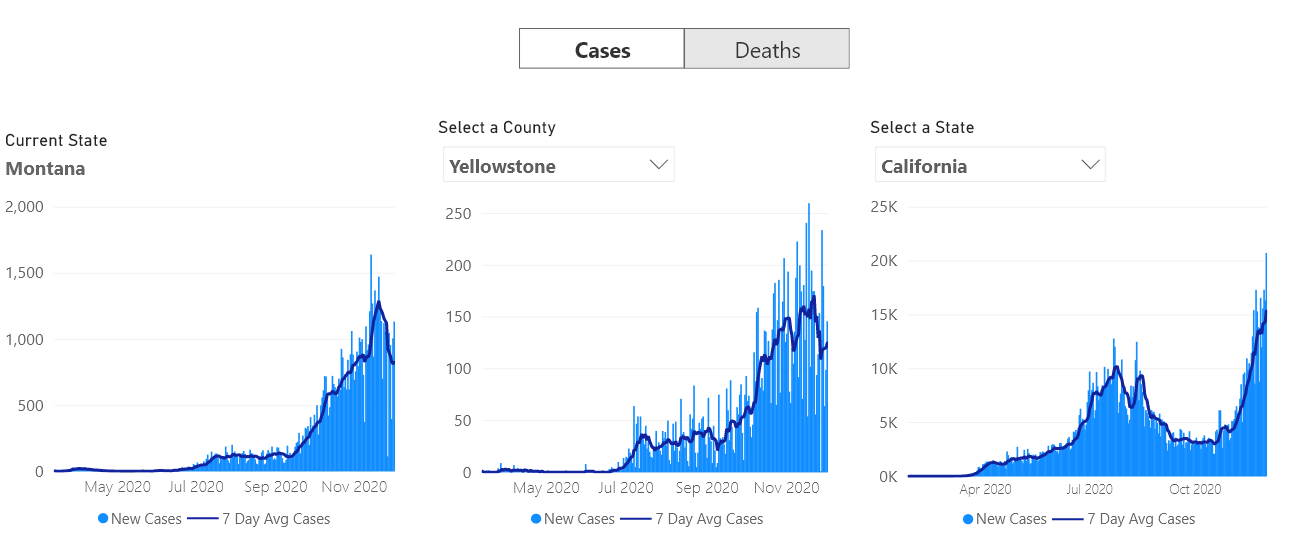 Cases Deaths
Current State
Montana
2,000
1,500
1,000
500
0
May 2020 Jul 2020 Sep 2020 Nov 2020
New Cases 7 Day Avg Cases
Select a County
Yellowstone
250
200
150
100
50
0
May 2020 Jul 2020 Sep 2020 Nov 2020
New Cases 7 Day Avg Cases
Select a State
California
25K
20K
15K
10K
5K
0K
Apr 2020 Jul 2020 Oct 2020
New Cases 7 Day Avg Cases